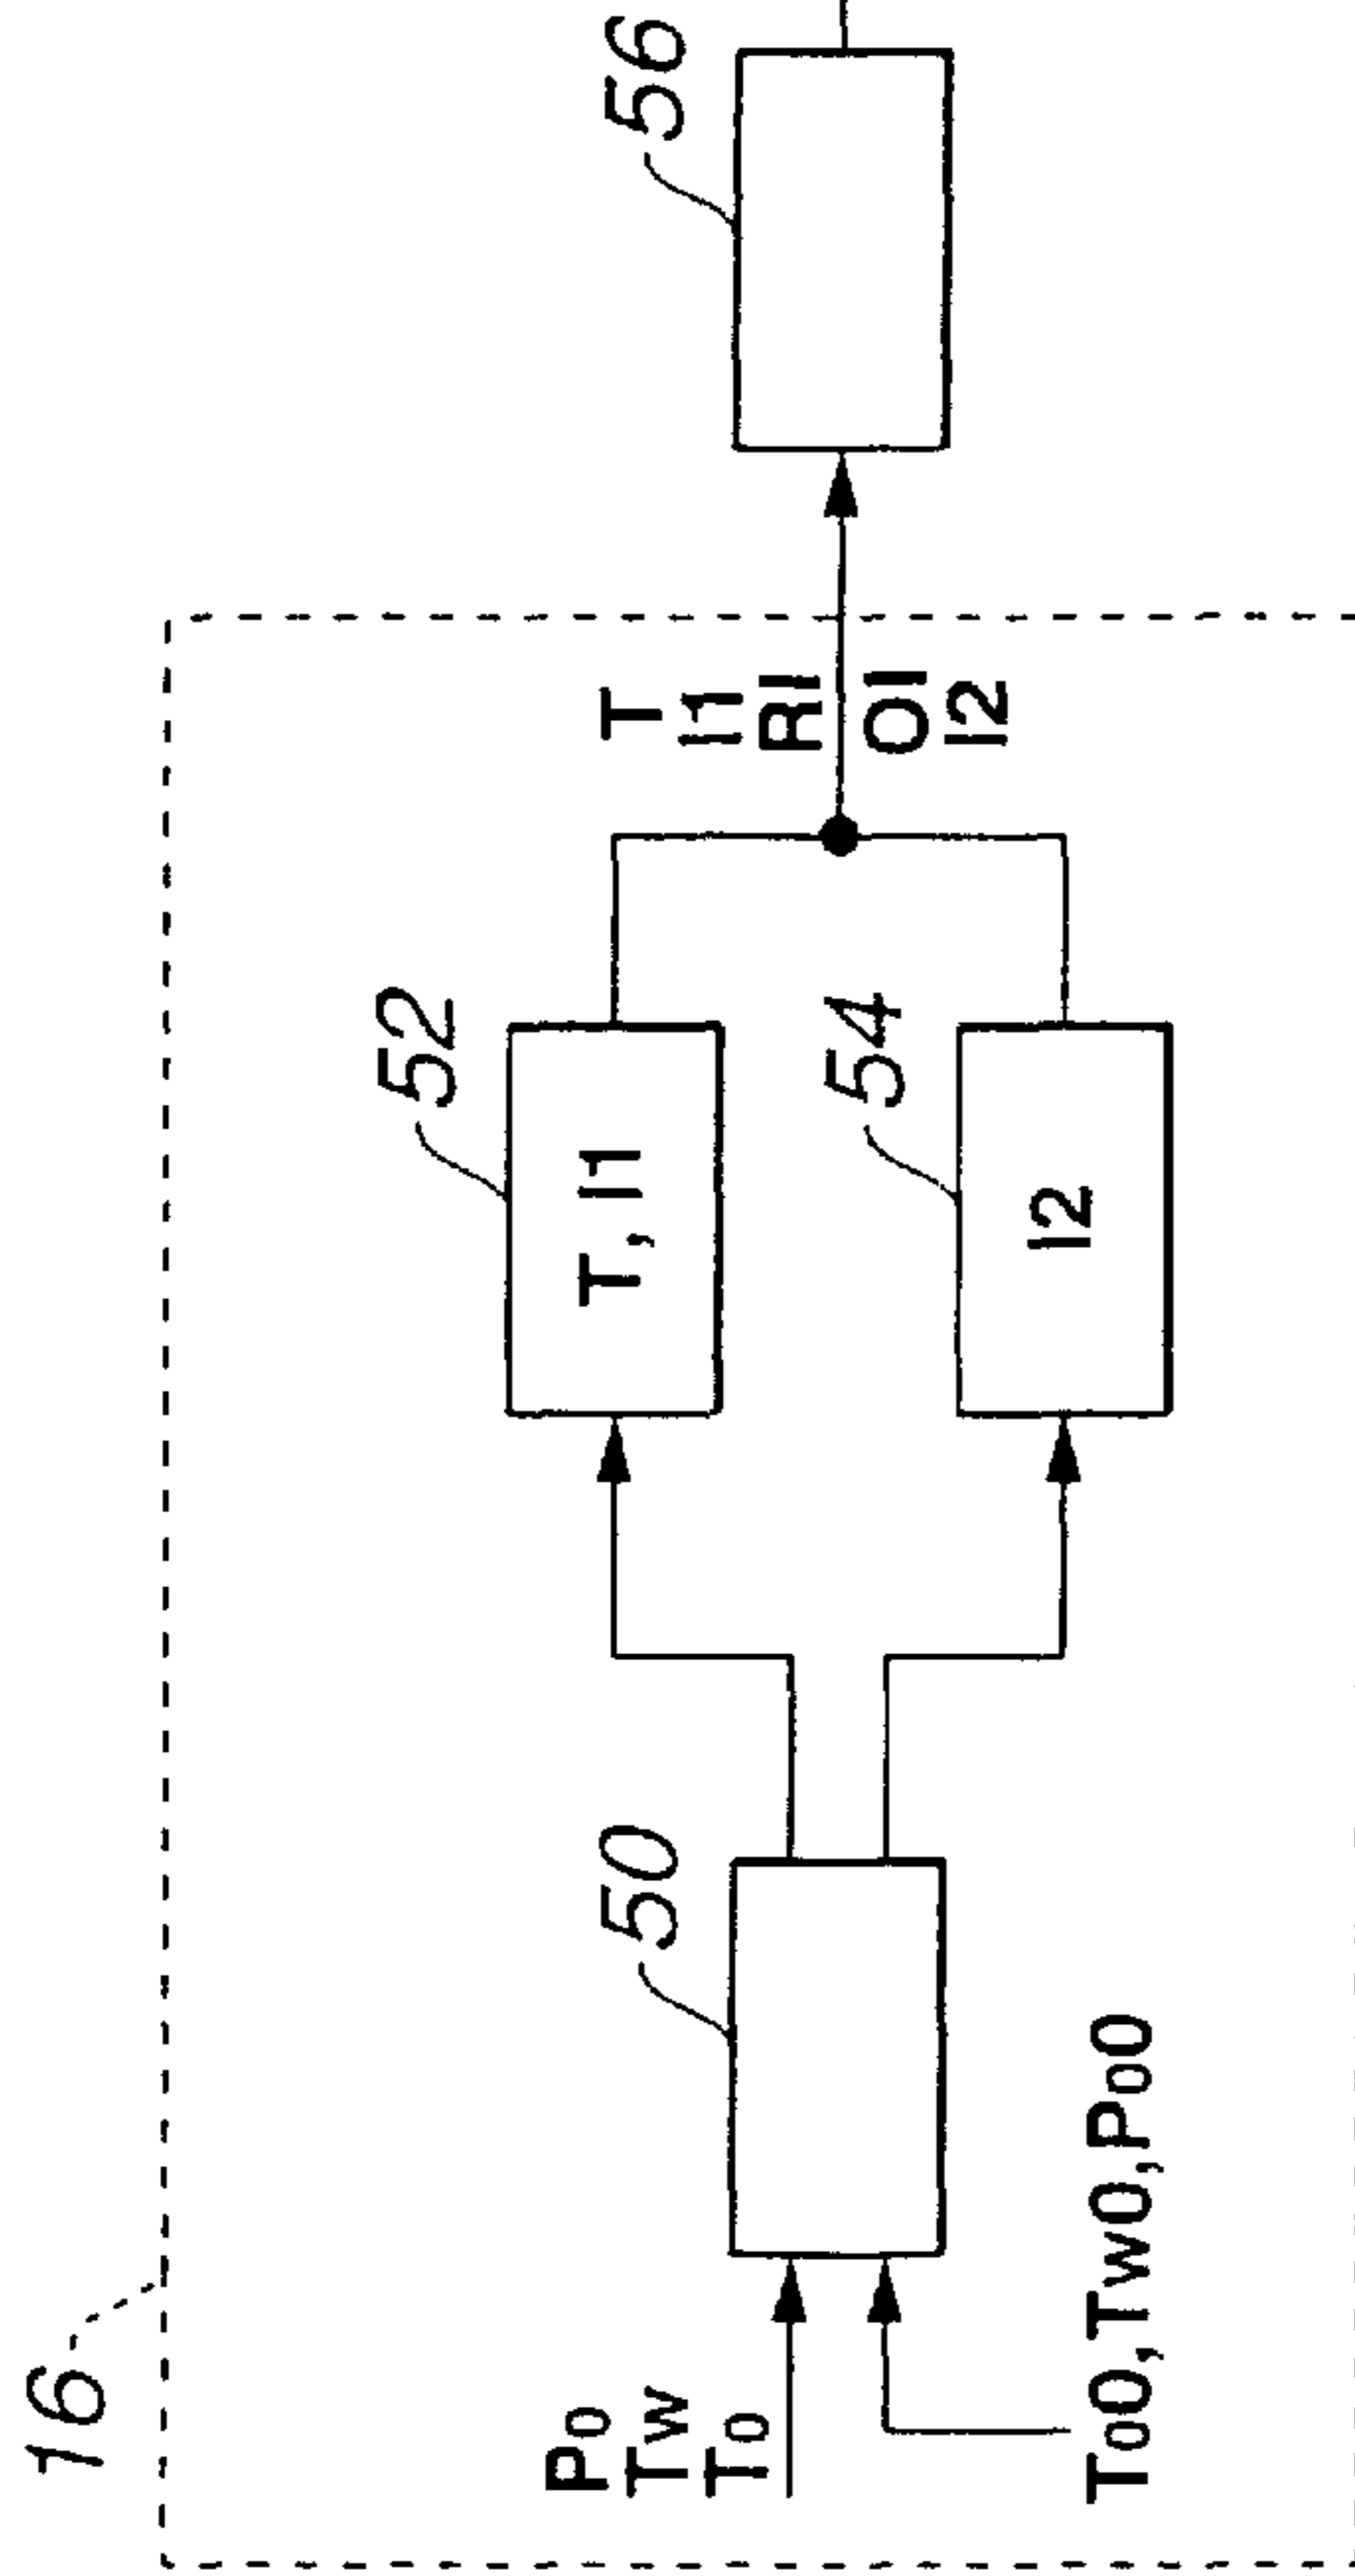 16
Po
Tw
To
To0,Tw0,Po0
50
52
T, I1
54
I2
T
I1
RI
OI
I2
56